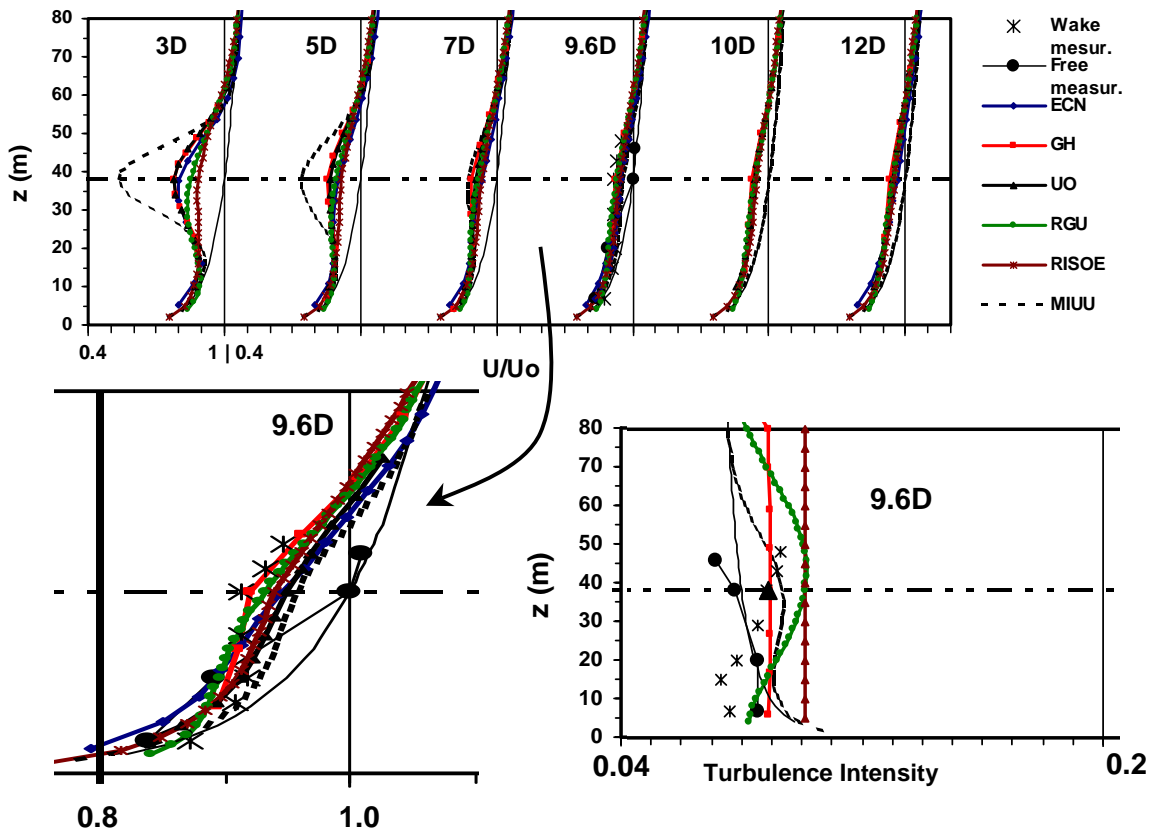 80
70
60
50
40
30
20
10
0
z (m)
3D
5D
7D
9.6D
10D
12D
0.4
1 | 0.4
U/Uo
Wake
mesur.
Free
measur.
ECN
GH
UO
RGU
RISOE
MIUU
9.6D
0.8
1.0
80
70
60
50
40
30
20
10
0
z (m)
9.6D
0.04
Turbulence Intensity
0.2